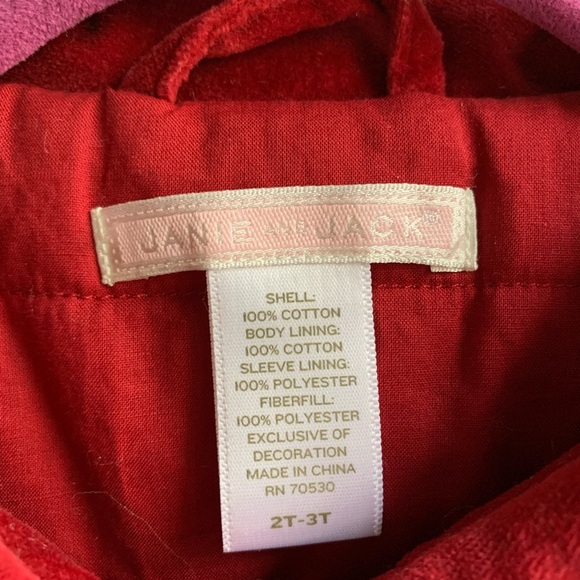 JANIE AND JACK®
SHELL:
100% COTTON
BODY LINING:
100% COTTON
SLEEVE LINING:
100% POLYESTER
FIBERFILL:
100% POLYESTER
EXCLUSIVE OF
DECORATION
MADE IN CHINA
RN 70530
2T-3T